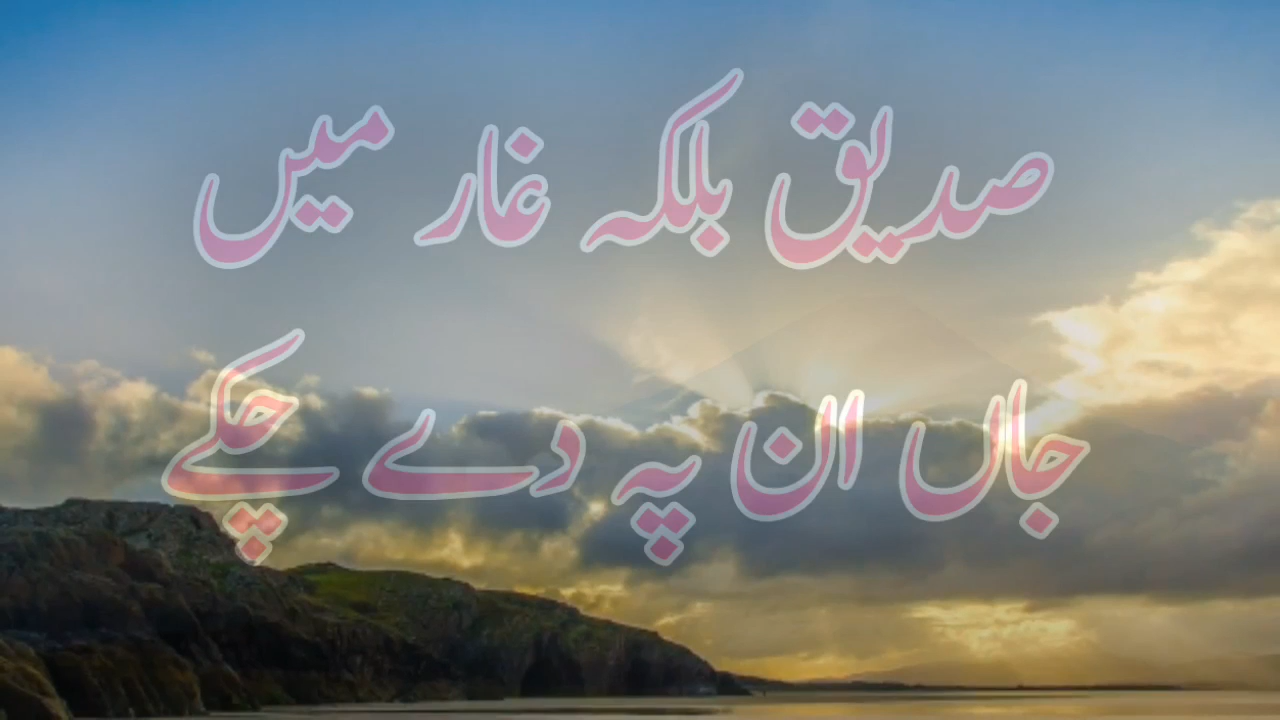 صدیق بلکہ غار میں
جاں ان پہ دے چکے